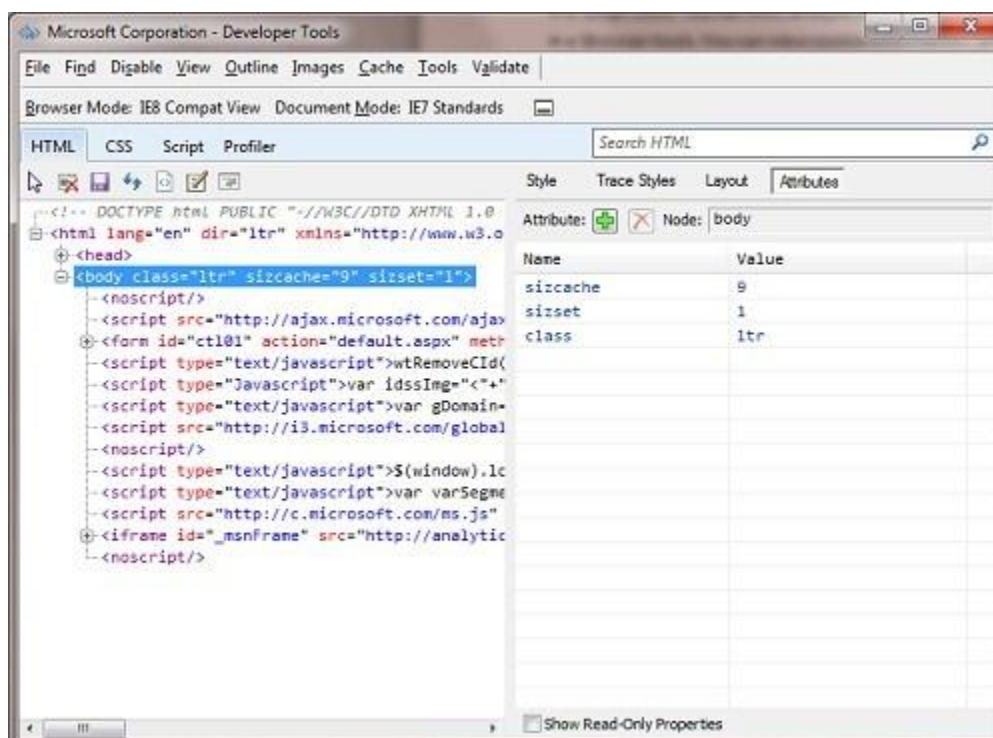 Microsoft Corporation - Developer Tools
File Find Disable View Outline Images Cache Tools Validate
Browser Mode: IE8 Compat View Document Mode: IE7 Standards
HTML CSS Script Profiler
Search HTML
Style Trace Styles Layout Attributes
<!-- DOCTYPE html PUBLIC "-//W3C//DTD XHTML 1.0
<html lang="en" dir="ltr" xmlns="http://www.w3.o
<head>
<body class="ltr" sizcache="9" sizset="1">
<noscript/>
<script src="http://ajax.microsoft.com/ajax
<form id="ctl01" action="default.aspx" meth
<script type="text/javascript">wtRemoveCId(
<script type="Javascript">var idssImg="<"+"
<script type="text/javascript">var gDomain=
<script src="http://i3.microsoft.com/global
<noscript/>
<script type="text/javascript">$(window).lc
<script type="text/javascript">var varSegme
<script src="http://c.microsoft.com/ms.js"
<iframe id="_msnFrame" src="http://analytic
<noscript/>
Attribute: Node: body
Name Value
sizcache 9
sizset 1
class ltr
Show Read-Only Properties